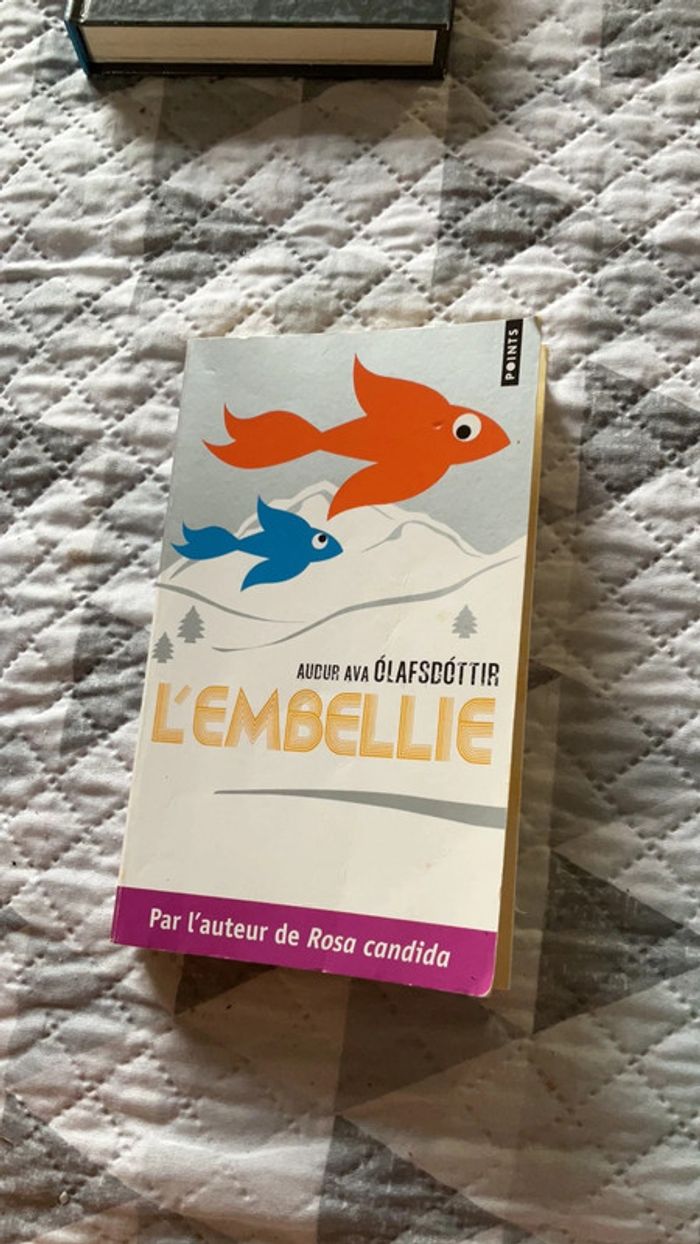 POINTS
AUDUR AVA ÓLAFSDÓTTIR
L'EMBELLIE
Par l'auteur de Rosa candida